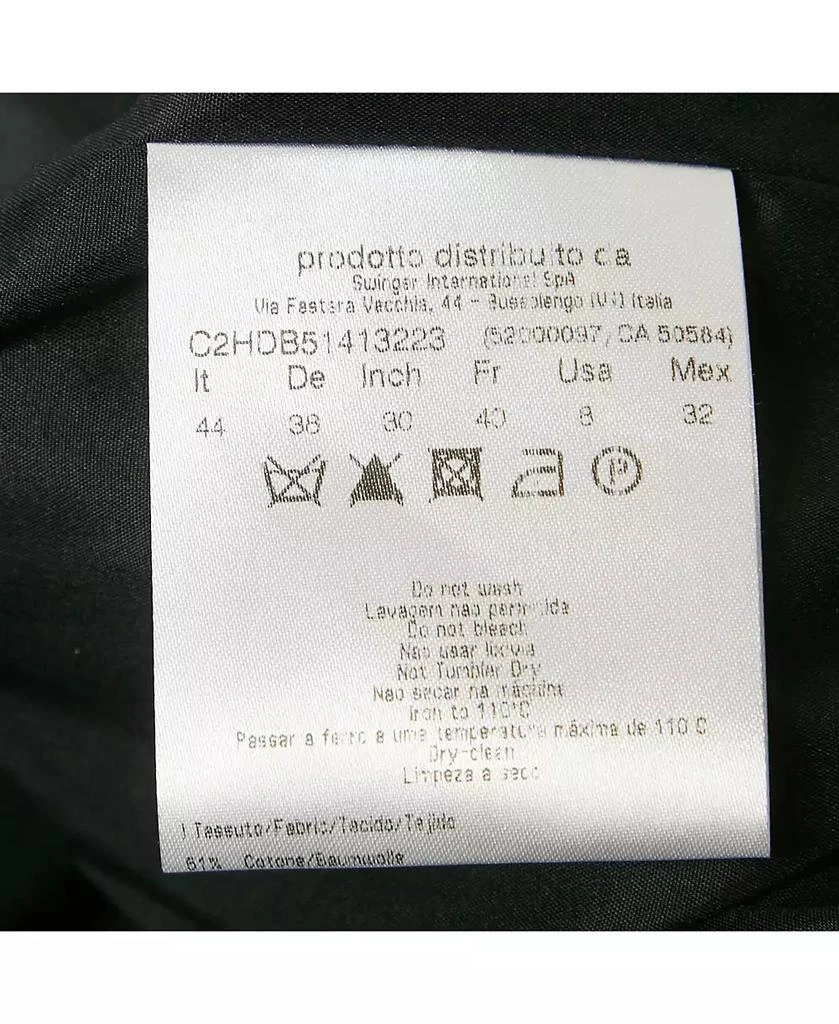 prodotto distribuito da
Swinger International SpA
Via Fastara Vecchia, 44 - Bussolengo (Vr) Italia
C2HDB51413223 (52000097, CA 50584)
It De Inch Fr Usa Mex
44 38 30 40 8 32
P
Do not wash
Lavagem nao permitida
Do not bleach
Nao usar lixivia
Not Tumbler Dry
Nao secar na máquina
Iron to 110°C
Passar a ferro a uma temperatura máxima de 110 C
Dry-clean
Limpeza a seco
Tessuto/Fabric/Tecido/Tejido
61% Cotone/Baumwolle